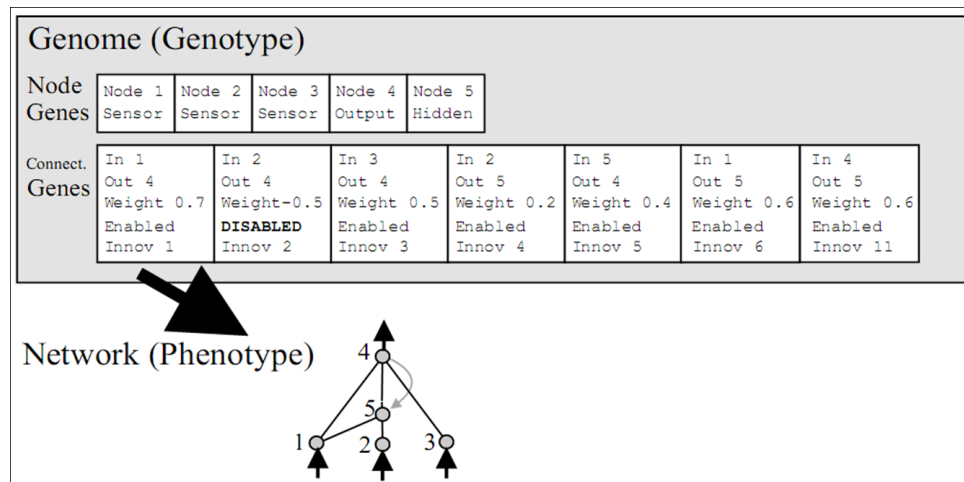 Genome (Genotype)
Node Genes
Node 1 Node 2 Node 3 Node 4 Node 5
Sensor Sensor Sensor Output Hidden
Connect. Genes
In 1 In 2 In 3 In 2 In 5 In 1 In 4
Out 4 Out 4 Out 4 Out 5 Out 4 Out 5 Out 5
Weight 0.7 Weight-0.5 Weight 0.5 Weight 0.2 Weight 0.4 Weight 0.6 Weight 0.6
Enabled DISABLED Enabled Enabled Enabled Enabled Enabled
Innov 1 Innov 2 Innov 3 Innov 4 Innov 5 Innov 6 Innov 11
Network (Phenotype)
4
5
1 2 3